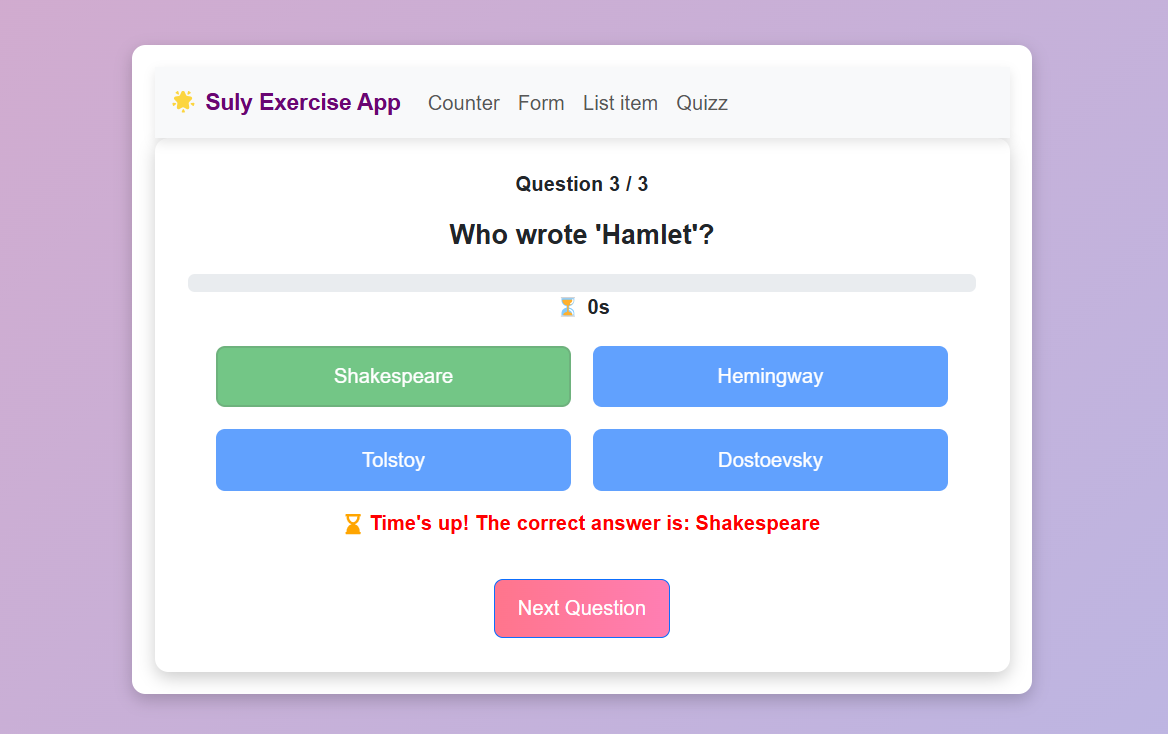 Suly Exercise App Counter Form List item Quizz
Question 3 / 3
Who wrote 'Hamlet'?
0s
Shakespeare Hemingway
Tolstoy Dostoevsky
Time's up! The correct answer is: Shakespeare
Next Question